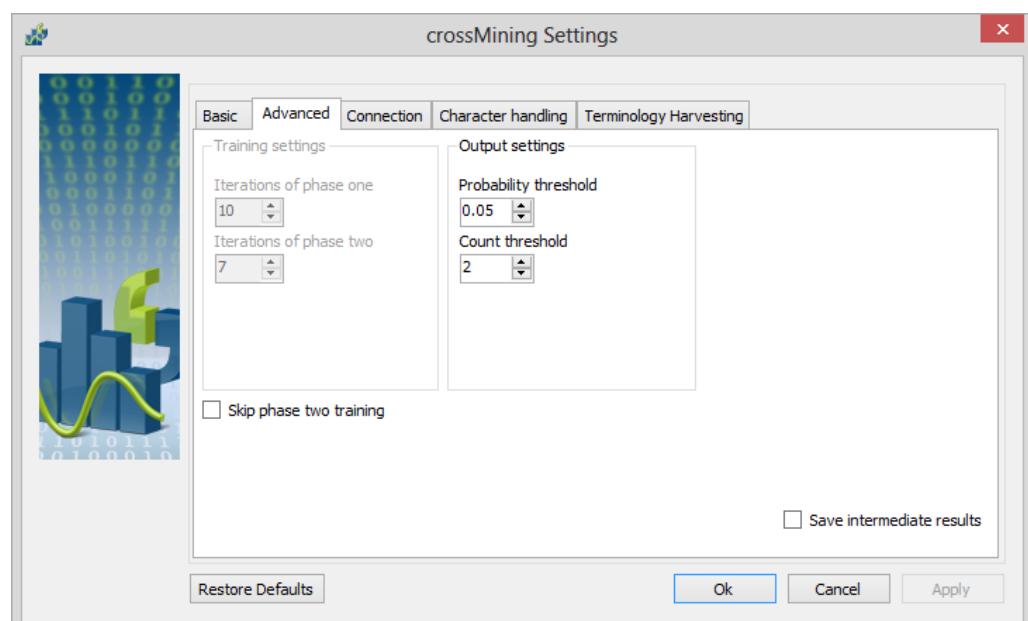 crossMining Settings
Basic
Advanced
Connection
Character handling
Terminology Harvesting
Training settings
Iterations of phase one
10
Iterations of phase two
7
Output settings
Probability threshold
0.05
Count threshold
2
Skip phase two training
Save intermediate results
Restore Defaults
Ok
Cancel
Apply